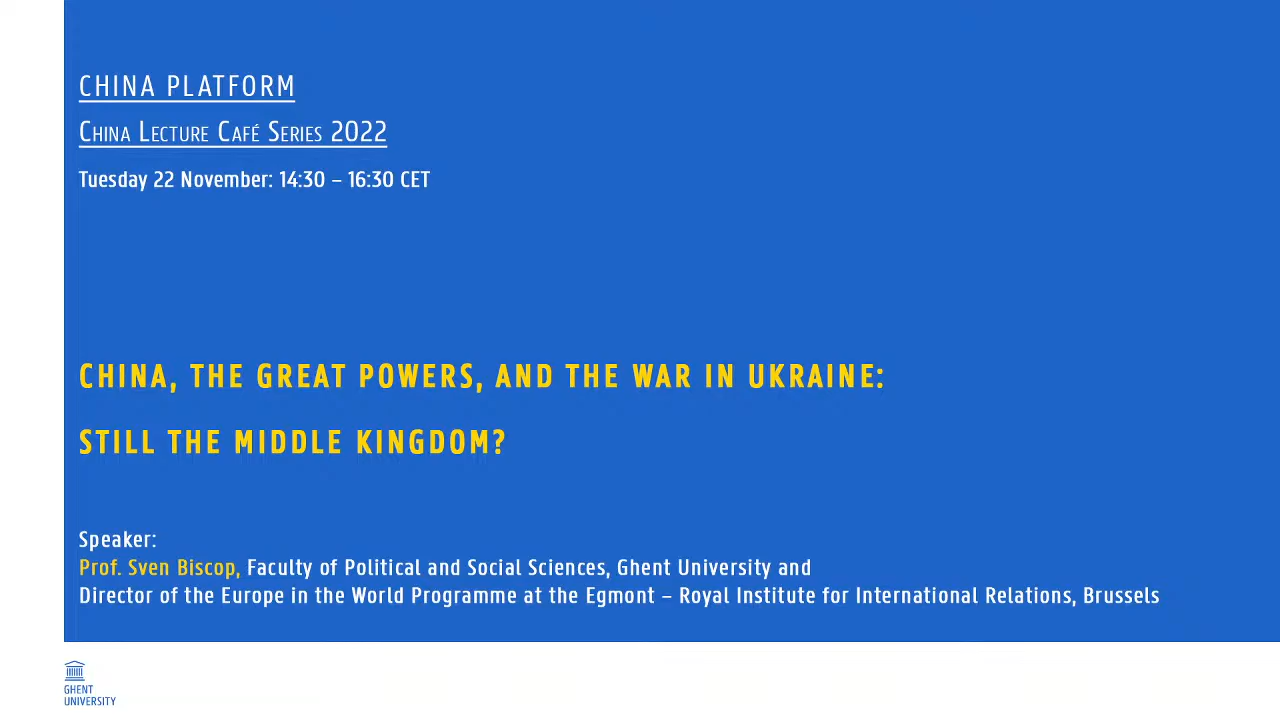 CHINA PLATFORM
CHINA LECTURE CAFÉ SERIES 2022
Tuesday 22 November: 14:30 – 16:30 CET
CHINA, THE GREAT POWERS, AND THE WAR IN UKRAINE:
STILL THE MIDDLE KINGDOM?
Speaker:
Prof. Sven Biscop, Faculty of Political and Social Sciences, Ghent University and
Director of the Europe in the World Programme at the Egmont – Royal Institute for International Relations, Brussels
GHENT
UNIVERSITY